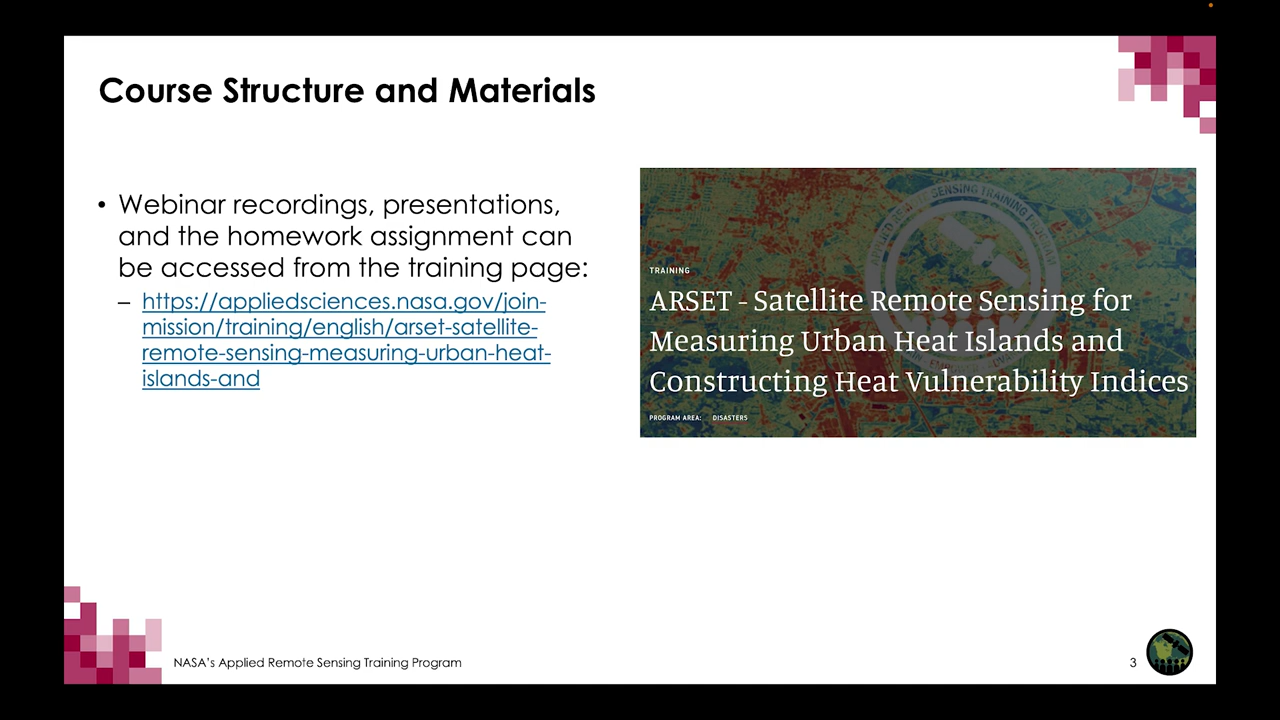 Course Structure and Materials
• Webinar recordings, presentations,
and the homework assignment can
be accessed from the training page:
– https://appliedsciences.nasa.gov/join-
mission/training/english/arset-satellite-
remote-sensing-measuring-urban-heat-
islands-and
SENSING TRAINING PROGRAM
TRAINING
ARSET - Satellite Remote Sensing for
Measuring Urban Heat Islands and
Constructing Heat Vulnerability Indices
PROGRAM AREA: DISASTERS
NASA's Applied Remote Sensing Training Program
3